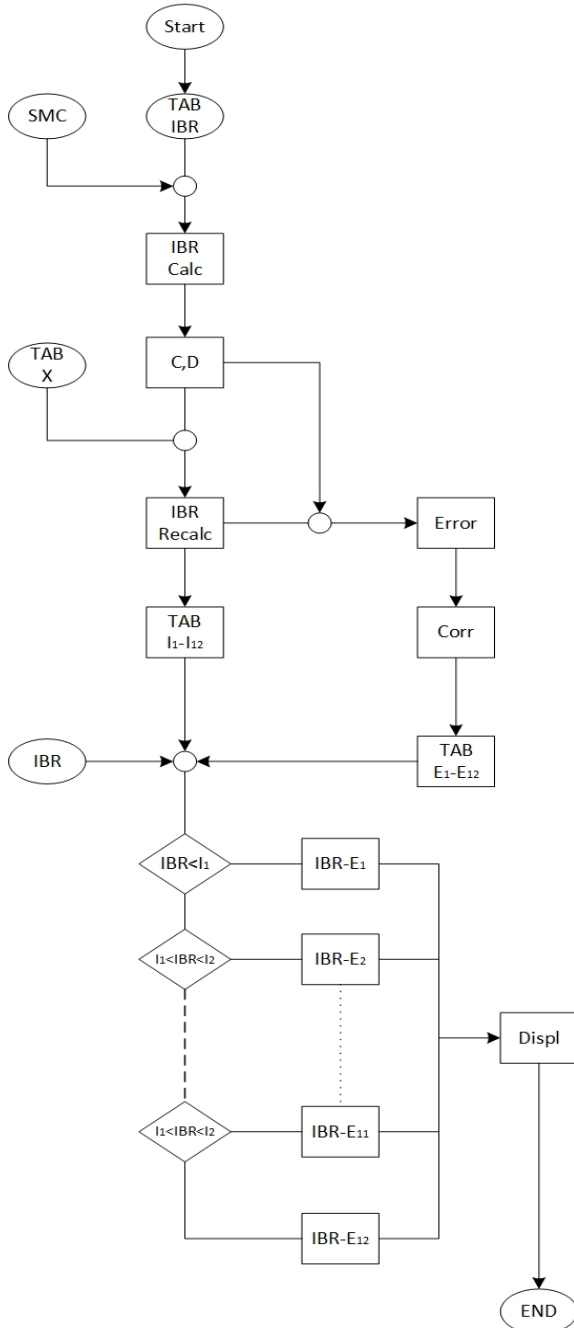 Start
SMC
TAB
IBR
IBR
Calc
TAB
X
C,D
IBR
Recalc
Error
TAB
I₁-I₁₂
Corr
IBR
TAB
E₁-E₁₂
IBR<I₁
IBR-E₁
I₁<IBR<I₂
IBR-E₂
Displ
I₁<IBR<I₂
IBR-E₁₁
IBR-E₁₂
END